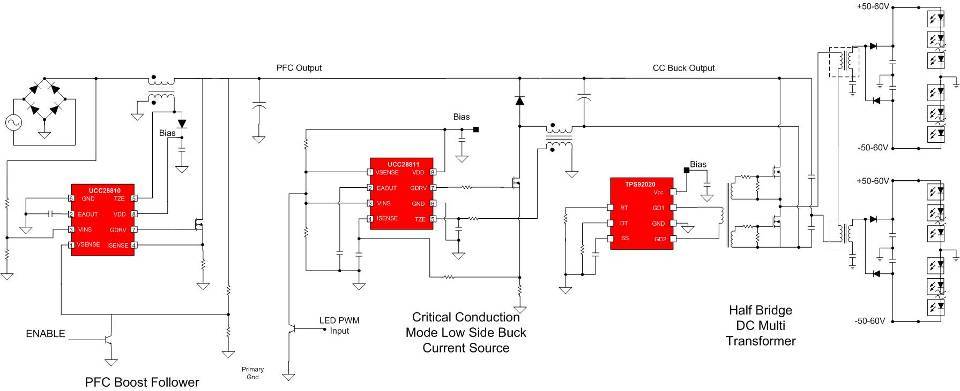 +50-60V
PFC Output
CC Buck Output
Bias
Bias
UCC28811
VSENSE
VDD
EAOUT
GDRV
VINS
GND
ISENSE
TZE
UCC28810
GND
TZE
EAOUT
VDD
VINS
GDRV
VSENSE
ISENSE
Bias
TPS92020
Vcc
RT
GD1
DT
GND
SS
GD2
-50-60V
+50-60V
-50-60V
LED PWM
Input
ENABLE
Primary
Gnd
Critical Conduction
Mode Low Side Buck
Current Source
Half Bridge
DC Multi
Transformer
PFC Boost Follower